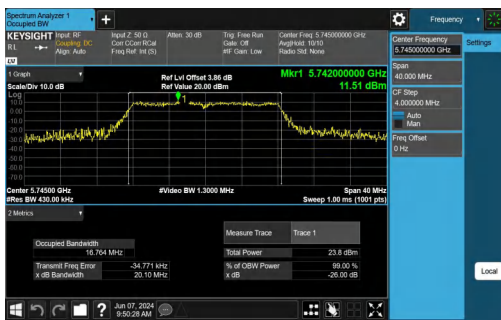 Spectrum Analyzer 1
Occupied BW
+
Frequency
KEYSIGHT
RL
Input: RF
Coupling: DC
Align: Auto
Input Z: 50 Ω
Corr CCorr RCal
Freq Ref: Int (S)
Atten: 30 dB
Trig: Free Run
Gate: Off
#IF Gain: Low
Center Freq: 5.745000000 GHz
Avg|Hold: 10/10
Radio Std: None
LW
1 Graph
Scale/Div 10.0 dB
Ref Lvl Offset 3.86 dB
Ref Value 20.00 dBm
Mkr1 5.742000000 GHz
11.51 dBm
Log
10.0
0.00
-10.0
-20.0
-30.0
-40.0
-50.0
-60.0
-70.0
1
Center 5.74500 GHz
#Res BW 430.00 kHz
#Video BW 1.3000 MHz
Span 40 MHz
Sweep 1.00 ms (1001 pts)
2 Metrics
Measure Trace
Trace 1
Occupied Bandwidth
16.764 MHz
Total Power
23.8 dBm
Transmit Freq Error
-34.771 kHz
% of OBW Power
99.00 %
x dB Bandwidth
20.10 MHz
x dB
-26.00 dB
Center Frequency
5.745000000 GHz
Settings
Span
40.000 MHz
CF Step
4.000000 MHz
Auto
Man
Freq Offset
0 Hz
Local
?
Jun 07, 2024
9:50:28 AM